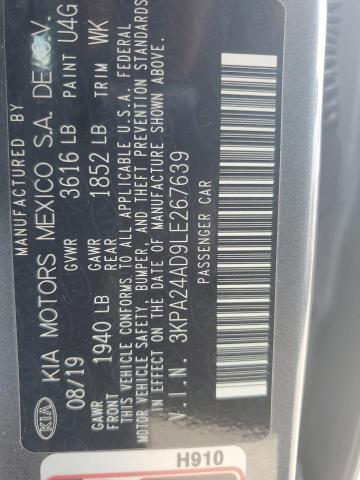 MANUFACTURED BY
KIA MOTORS MEXICO S.A. DE C.V.
KIA
08/19 GVWR 3616 LB PAINT U4G
GAWR FRONT 1940 LB GAWR REAR 1852 LB TRIM WK
THIS VEHICLE CONFORMS TO ALL APPLICABLE U.S.A. FEDERAL
MOTOR VEHICLE SAFETY, BUMPER, AND THEFT PREVENTION STANDARDS
IN EFFECT ON THE DATE OF MANUFACTURE SHOWN ABOVE.
V.I.N. 3KPA24AD9LE267639
PASSENGER CAR
H910